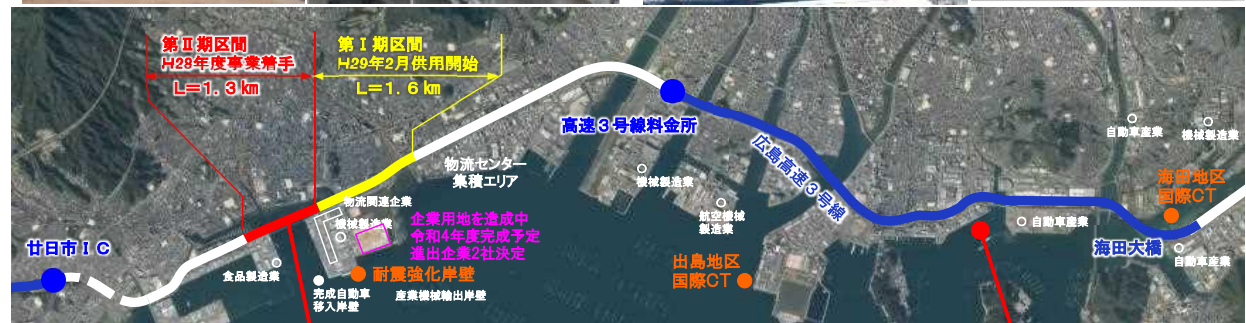 第Ⅱ期区間
H28年度事業着手
L=1.3㎞
第Ⅰ期区間
H29年2月供用開始
L=1.6㎞
高速3号線料金所
広島高速3号線
自動車産業
機械製造業
海田地区
国際CT
物流センター
集積エリア
機械製造業
航空機械
製造業
物流関連企業
機械製造業
企業用地を造成中
令和4年度完成予定
進出企業2社決定
自動車産業
海田大橋
自動車産業
廿日市IC
食品製造業
完成自動車
移入岸壁
耐震強化岸壁
産業機械輸出岸壁
出島地区
国際CT